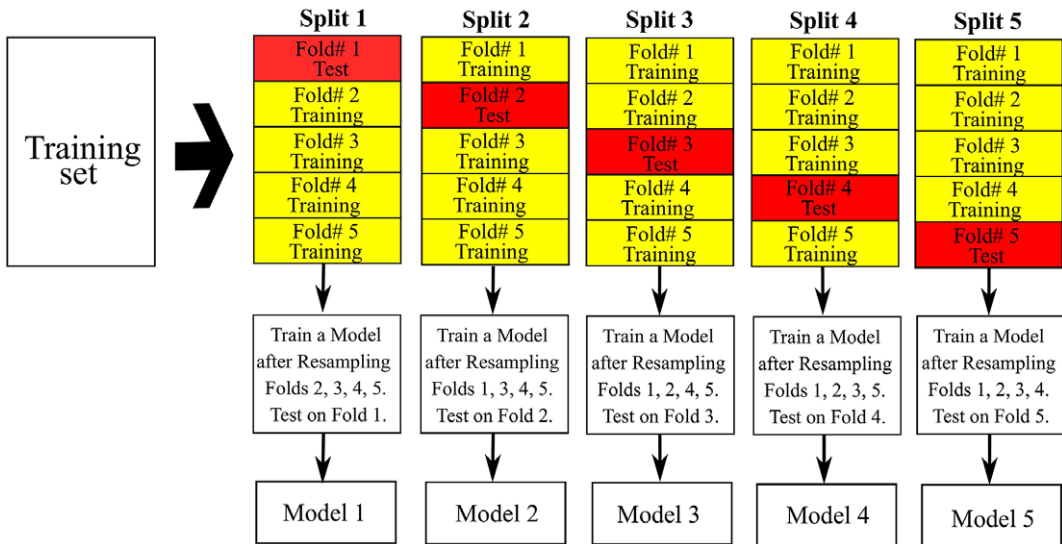 Training
set
Split 1
Fold# 1
Test
Fold# 2
Training
Fold# 3
Training
Fold# 4
Training
Fold# 5
Training
Train a Model
after Resampling
Folds 2, 3, 4, 5.
Test on Fold 1.
Model 1
Split 2
Fold# 1
Training
Fold# 2
Test
Fold# 3
Training
Fold# 4
Training
Fold# 5
Training
Train a Model
after Resampling
Folds 1, 3, 4, 5.
Test on Fold 2.
Model 2
Split 3
Fold# 1
Training
Fold# 2
Training
Fold# 3
Test
Fold# 4
Training
Fold# 5
Training
Train a Model
after Resampling
Folds 1, 2, 4, 5.
Test on Fold 3.
Model 3
Split 4
Fold# 1
Training
Fold# 2
Training
Fold# 3
Training
Fold# 4
Test
Fold# 5
Training
Train a Model
after Resampling
Folds 1, 2, 3, 5.
Test on Fold 4.
Model 4
Split 5
Fold# 1
Training
Fold# 2
Training
Fold# 3
Training
Fold# 4
Training
Fold# 5
Test
Train a Model
after Resampling
Folds 1, 2, 3, 4.
Test on Fold 5.
Model 5